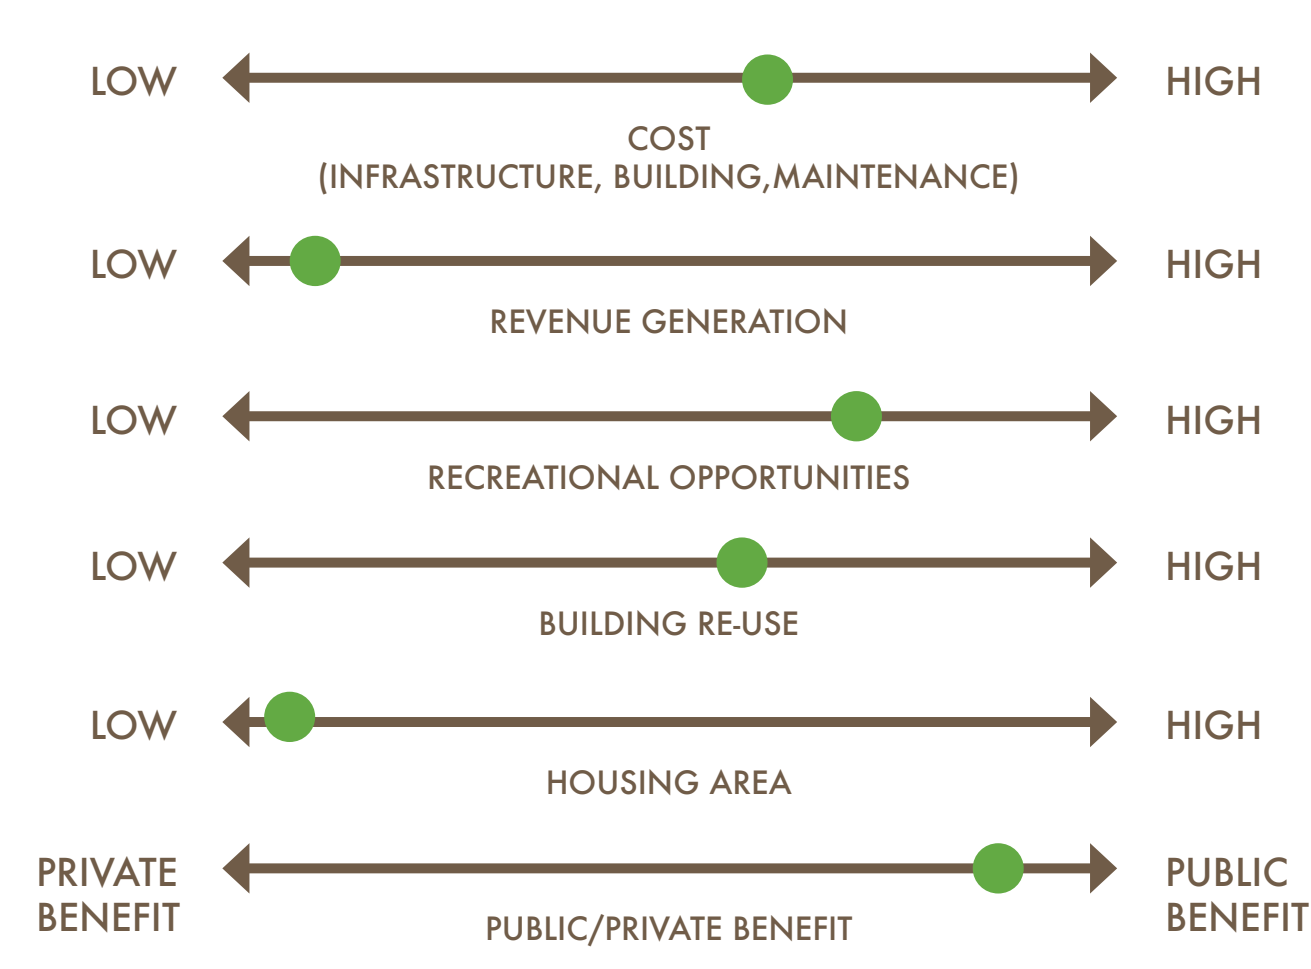 LOW
HIGH
COST
(INFRASTRUCTURE, BUILDING,MAINTENANCE)
LOW
HIGH
REVENUE GENERATION
LOW
HIGH
RECREATIONAL OPPORTUNITIES
LOW
HIGH
BUILDING RE-USE
LOW
HIGH
HOUSING AREA
PRIVATE
BENEFIT
PUBLIC
BENEFIT
PUBLIC/PRIVATE BENEFIT